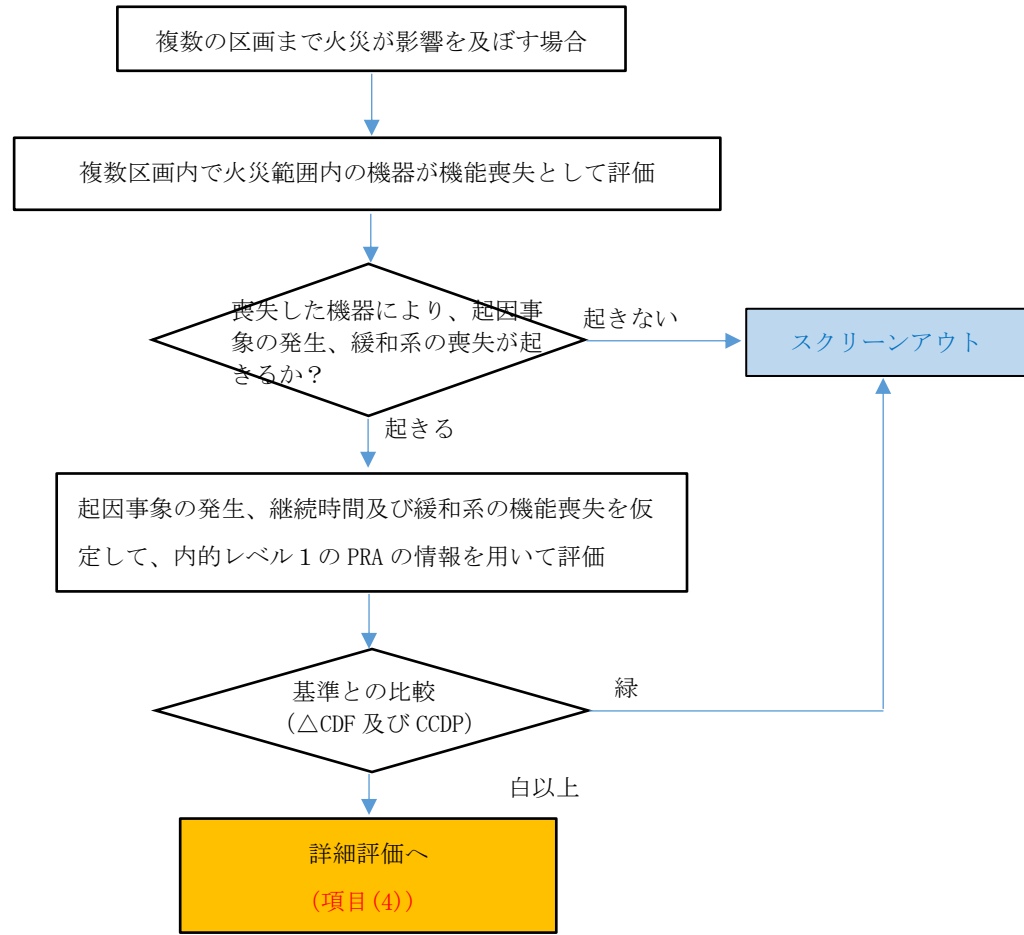 複数の区画まで火災が影響を及ぼす場合
複数区画内で火災範囲内の機器が機能喪失として評価
喪失した機器により、起因事
象の発生、緩和系の喪失が起
きるか?
起きない
スクリーンアウト
起きる
起因事象の発生、継続時間及び緩和系の機能喪失を仮
定して、内的レベル1の PRA の情報を用いて評価
基準との比較
(△CDF 及び CCDP)
緑
白以上
詳細評価へ
(項目(4))